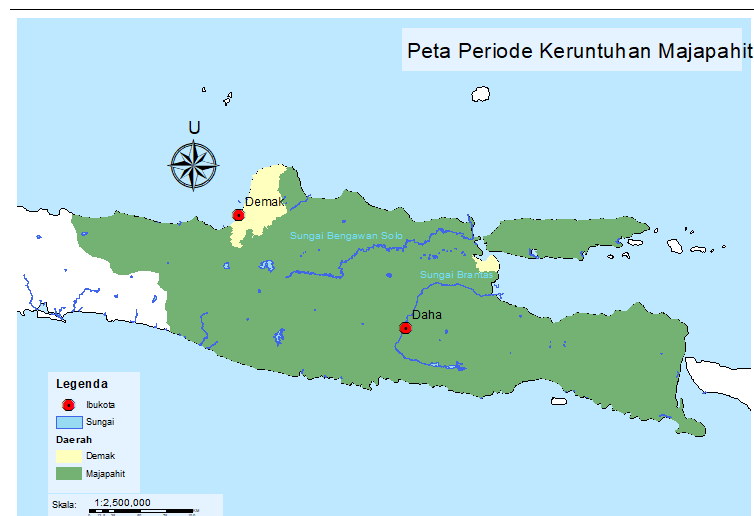 Peta Periode Keruntuhan Majapahit
U
Demak
Sungai Bengawan Solo
Sungai Brantas
Daha
Legenda
Ibukota
Sungai
Daerah
Demak
Majapahit
Skala: 1:2,500,000